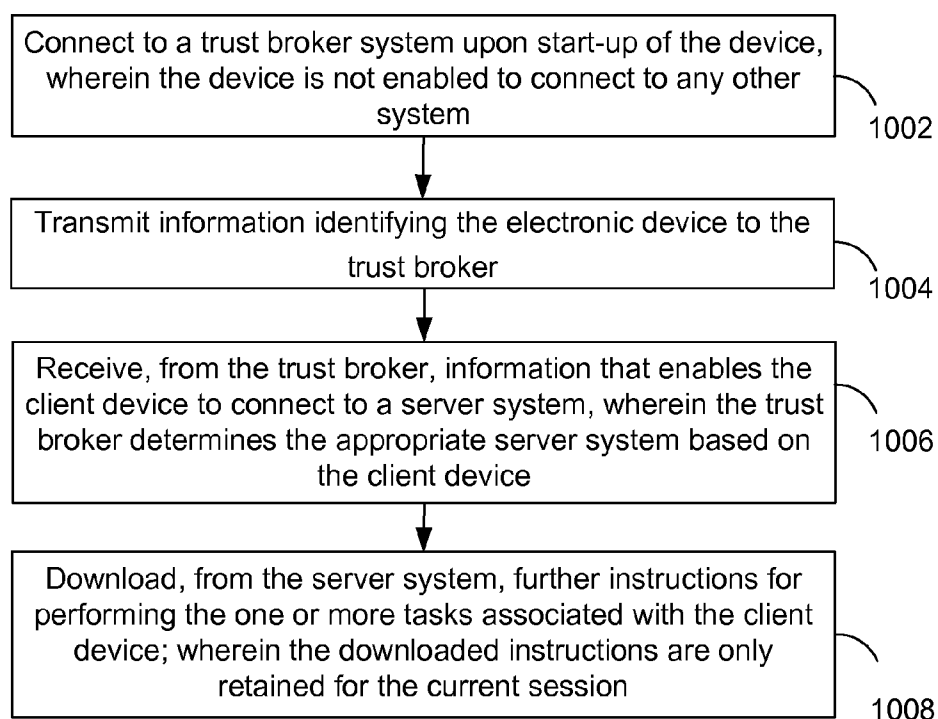 Connect to a trust broker system upon start-up of the device,
wherein the device is not enabled to connect to any other
system
1002
Transmit information identifying the electronic device to the
trust broker
1004
Receive, from the trust broker, information that enables the
client device to connect to a server system, wherein the trust
broker determines the appropriate server system based on
the client device
1006
Download, from the server system, further instructions for
performing the one or more tasks associated with the client
device; wherein the downloaded instructions are only
retained for the current session
1008